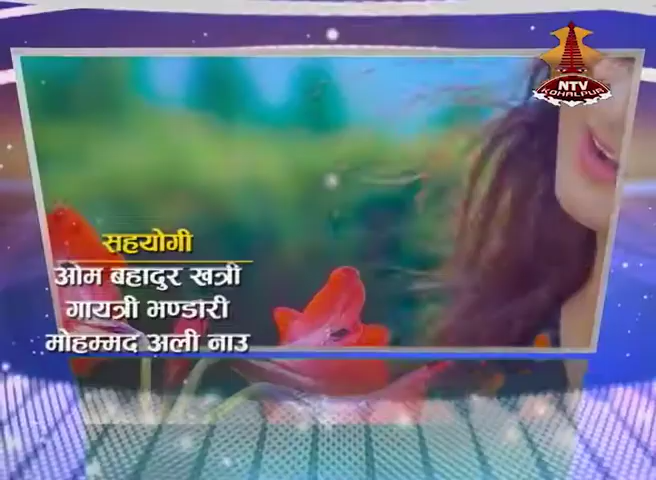 NTV
KOHALPUR
सहयोगी
ओम बहादुर खत्री
गायत्री भण्डारी
मोहम्मद अली नाउ